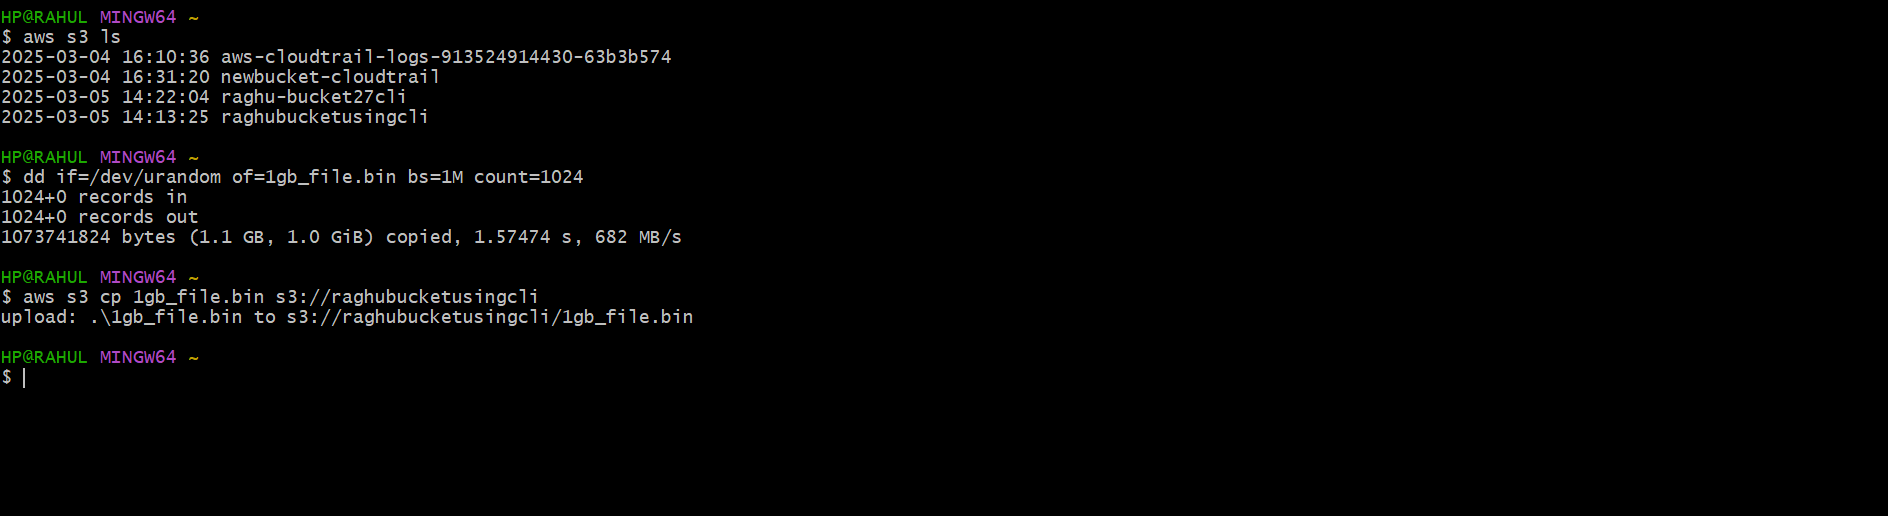 HP@RAHUL MINGW64 ~
$ aws s3 ls
2025-03-04 16:10:36 aws-cloudtrail-logs-913524914430-63b3b574
2025-03-04 16:31:20 newbucket-cloudtrail
2025-03-05 14:22:04 raghu-bucket27cli
2025-03-05 14:13:25 raghubucketusingcli
HP@RAHUL MINGW64 ~
$ dd if=/dev/urandom of=1gb_file.bin bs=1M count=1024
1024+0 records in
1024+0 records out
1073741824 bytes (1.1 GB, 1.0 GiB) copied, 1.57474 s, 682 MB/s
HP@RAHUL MINGW64 ~
$ aws s3 cp 1gb_file.bin s3://raghubucketusingcli
upload: .\1gb_file.bin to s3://raghubucketusingcli/1gb_file.bin
HP@RAHUL MINGW64 ~
$